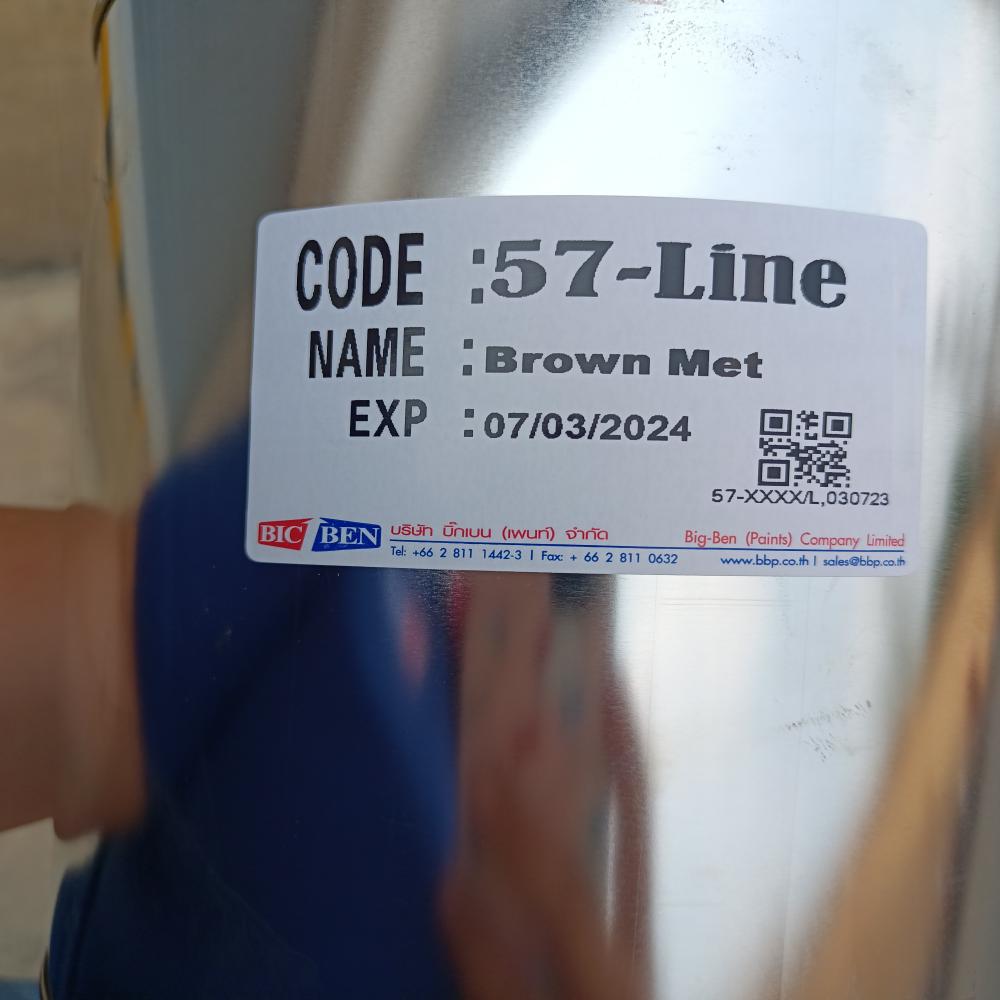 CODE :57-Line
NAME :Brown Met
EXP :07/03/2024
57-XXXX/L,030723
BIG BEN บริษัท บิ๊กเบน (เพนท์) จำกัด Big-Ben (Paints) Company Limited
Tel: +66 2 811 1442-3 | Fax: + 66 2 811 0632 www.bbp.co.th | sales@bbp.co.th